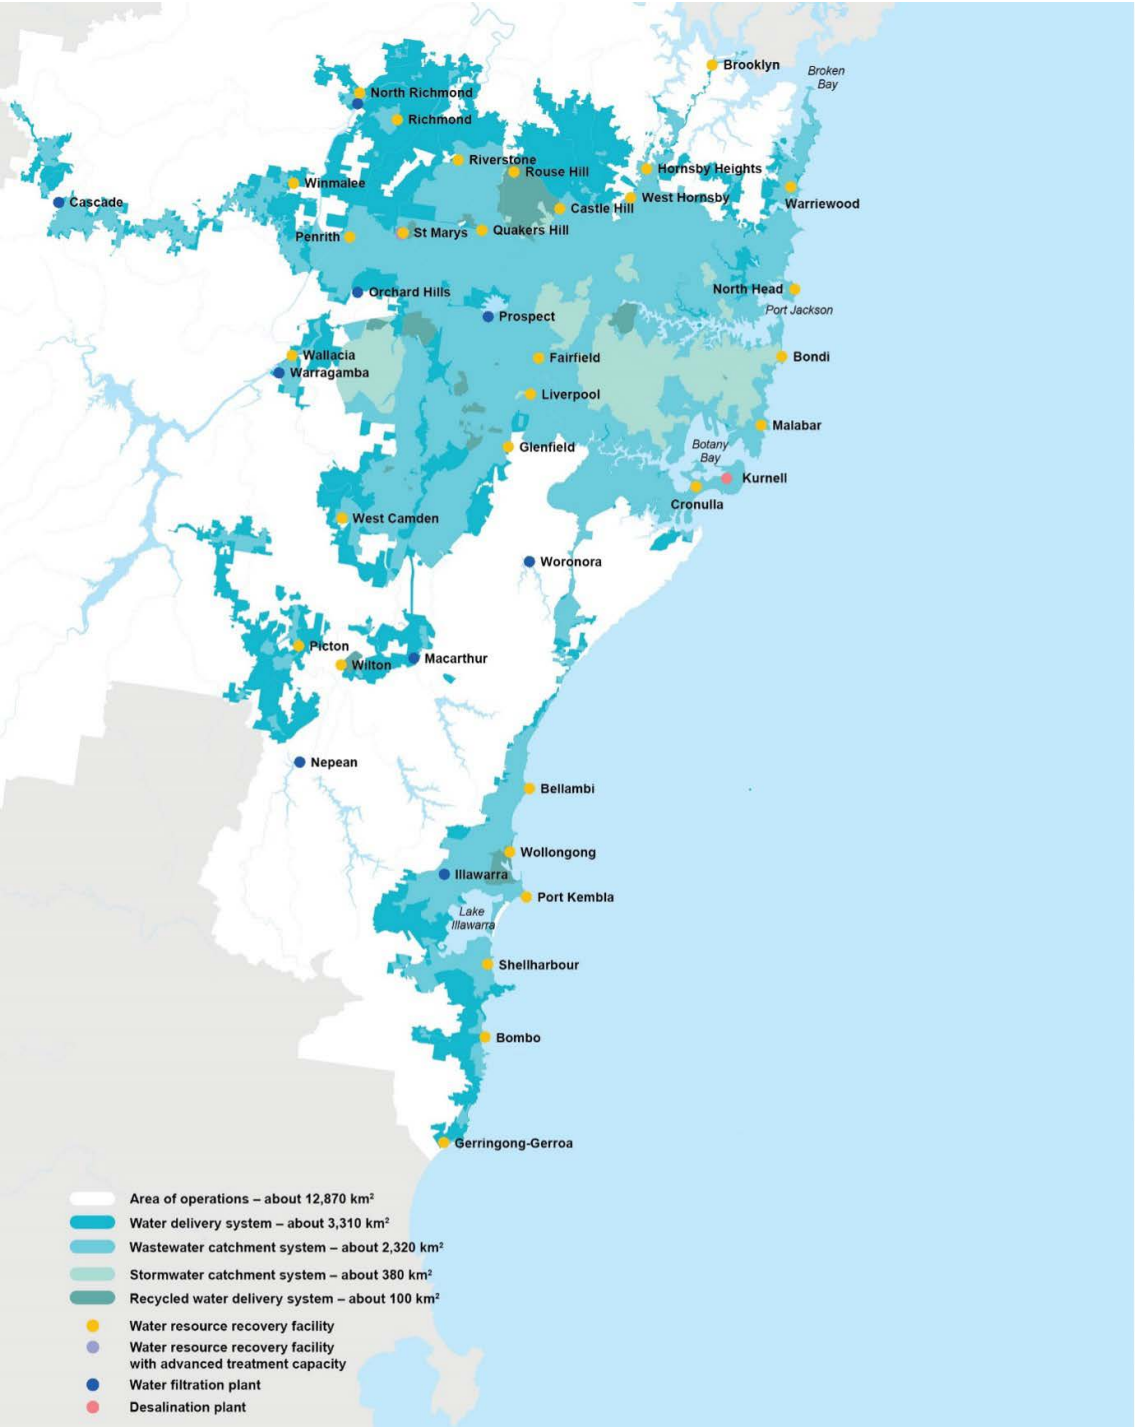 Brooklyn
Broken
Bay
North Richmond
Richmond
Riverstone
Rouse Hill
Hornsby Heights
Winmalee
Cascade
West Hornsby
Warriewood
Castle Hill
Penrith
St Marys
Quakers Hill
Orchard Hills
North Head
Port Jackson
Prospect
Wallacia
Fairfield
Bondi
Warragamba
Liverpool
Malabar
Glenfield
Botany
Bay
Kurnell
Cronulla
West Camden
Woronora
Picton
Wilton
Macarthur
Nepean
Bellambi
Wollongong
Illawarra
Port Kembla
Lake
Illawarra
Shellharbour
Bombo
Gerringong-Gerroa
Area of operations – about 12,870 km²
Water delivery system – about 3,310 km²
Wastewater catchment system – about 2,320 km²
Stormwater catchment system – about 380 km²
Recycled water delivery system – about 100 km²
Water resource recovery facility
Water resource recovery facility
with advanced treatment capacity
Water filtration plant
Desalination plant